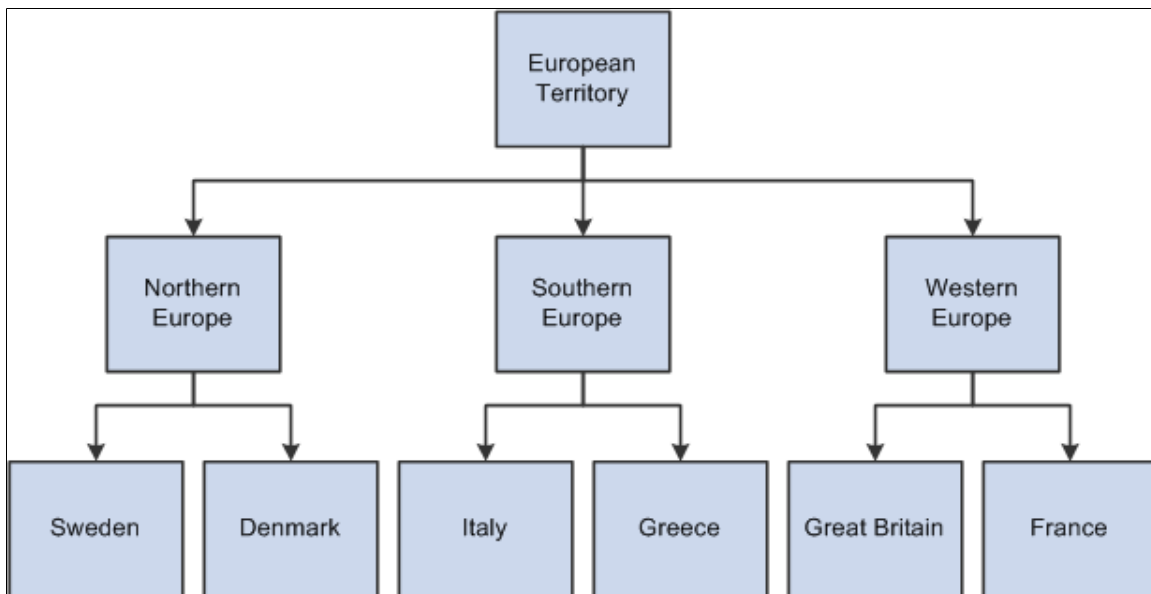 European
Territory
Northern
Europe
Southern
Europe
Western
Europe
Sweden
Denmark
Italy
Greece
Great Britain
France